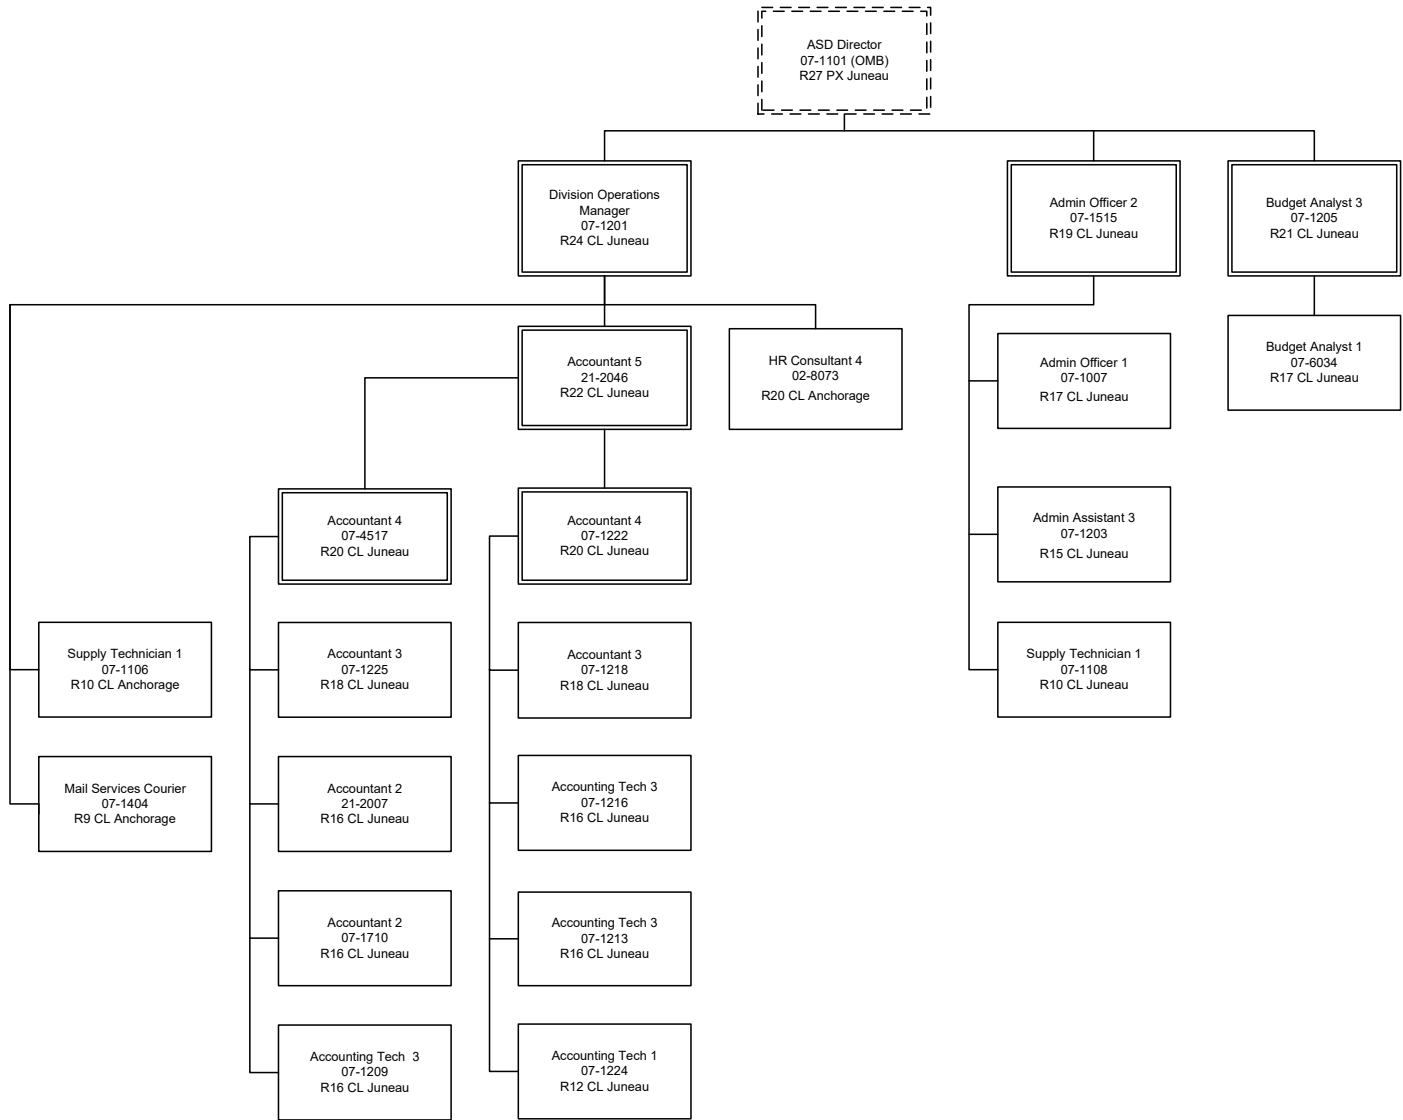 ASD Director
07-1101 (OMB)
R27 PX Juneau
Division Operations
Manager
07-1201
R24 CL Juneau
Admin Officer 2
07-1515
R19 CL Juneau
Budget Analyst 3
07-1205
R21 CL Juneau
Accountant 5
21-2046
R22 CL Juneau
HR Consultant 4
02-8073
R20 CL Anchorage
Admin Officer 1
07-1007
R17 CL Juneau
Budget Analyst 1
07-6034
R17 CL Juneau
Accountant 4
07-4517
R20 CL Juneau
Accountant 4
07-1222
R20 CL Juneau
Admin Assistant 3
07-1203
R15 CL Juneau
Supply Technician 1
07-1106
R10 CL Anchorage
Accountant 3
07-1225
R18 CL Juneau
Accountant 3
07-1218
R18 CL Juneau
Supply Technician 1
07-1108
R10 CL Juneau
Mail Services Courier
07-1404
R9 CL Anchorage
Accountant 2
21-2007
R16 CL Juneau
Accounting Tech 3
07-1216
R16 CL Juneau
Accountant 2
07-1710
R16 CL Juneau
Accounting Tech 3
07-1213
R16 CL Juneau
Accounting Tech  3
07-1209
R16 CL Juneau
Accounting Tech 1
07-1224
R12 CL Juneau